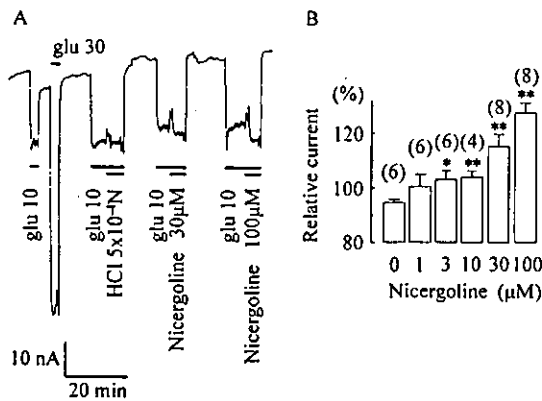 A
glu 30
glu 10
glu 10
HCl 5x10⁻⁴N
glu 10
Nicergoline
30μM
glu 10
Nicergoline
100μM
10 nA
20 min
B
(%)
Relative current
120
100
80
(6)
(6)
(6)
*
(4)
**
(8)
**
(8)
**
0 1 3 10 30 100
Nicergoline (μM)